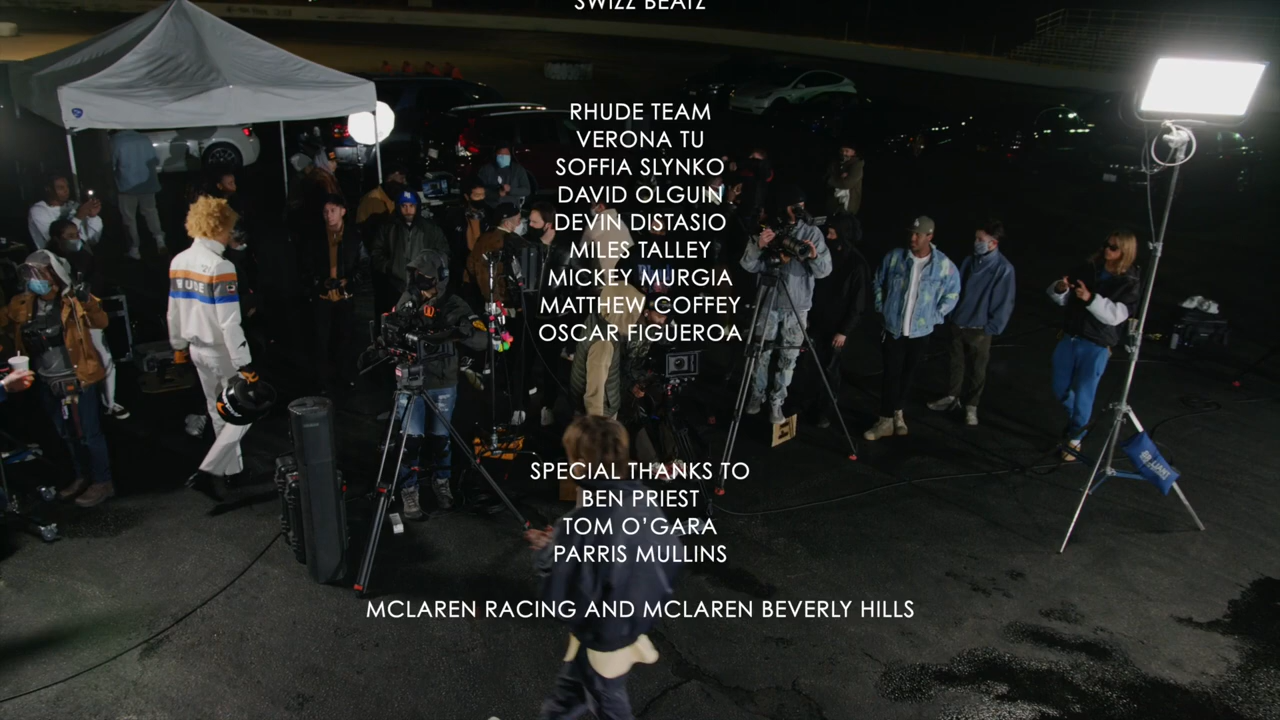 SWIZZ BEATZ
RHUDE TEAM
VERONA TU
SOFFIA SLYNKO
DAVID OLGUIN
DEVIN DISTASIO
MILES TALLEY
MICKEY MURGIA
MATTHEW COFFEY
OSCAR FIGUEROA
SPECIAL THANKS TO
BEN PRIEST
TOM O'GARA
PARRIS MULLINS
MCLAREN RACING AND MCLAREN BEVERLY HILLS